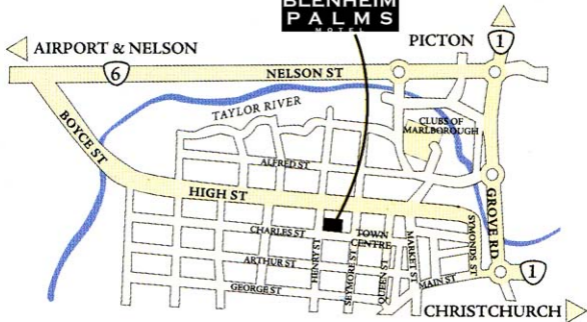 BLENHEIM
PALMS
MOTEL
AIRPORT & NELSON
PICTON
1
6
NELSON ST
TAYLOR RIVER
CLUBS OF
MARLBOROUGH
BOYCE ST
ALFRED ST
HIGH ST
GROVE RD
CHARLES ST
TOWN
CENTRE
SYMONDS ST
HENRY ST
SEYMORE ST
QUEEN ST
MARKET ST
ARTHUR ST
MAIN ST
1
GEORGE ST
CHRISTCHURCH